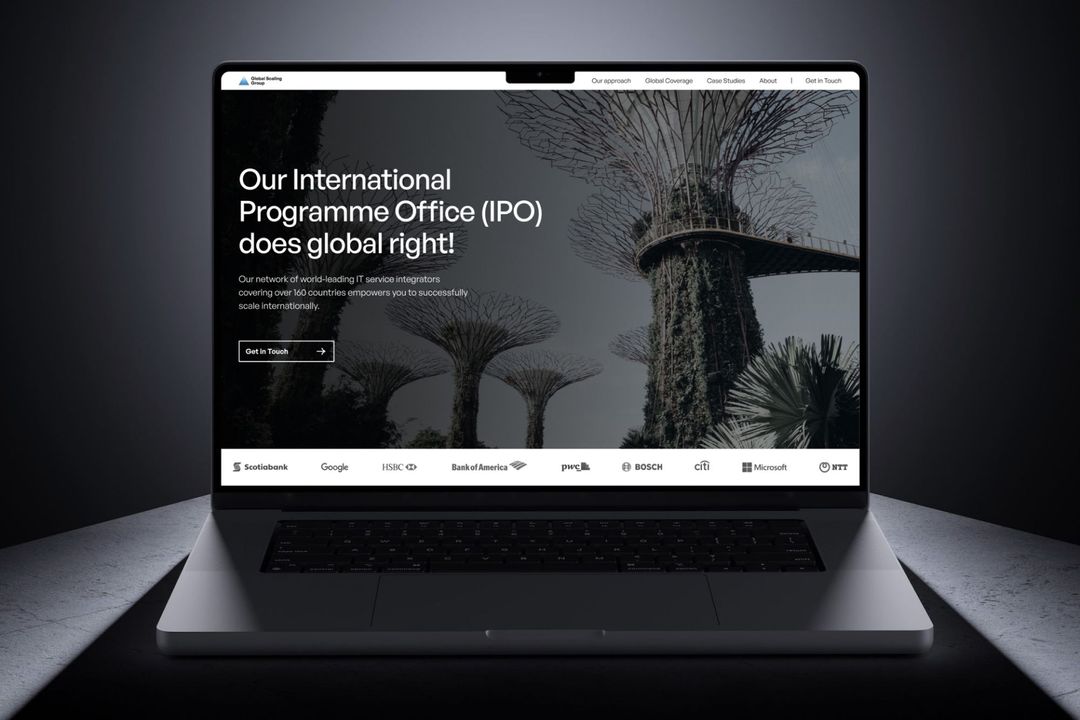 Global Scaling
Group
Our approach
Global Coverage
Case Studies
About
|
Get in Touch
Our International
Programme Office (IPO)
does global right!
Our network of world-leading IT service integrators
covering over 160 countries empowers you to successfully
scale internationally.
Get in Touch
Scotiabank
Google
HSBC
Bank of America
pwc
BOSCH
citi
Microsoft
NTT